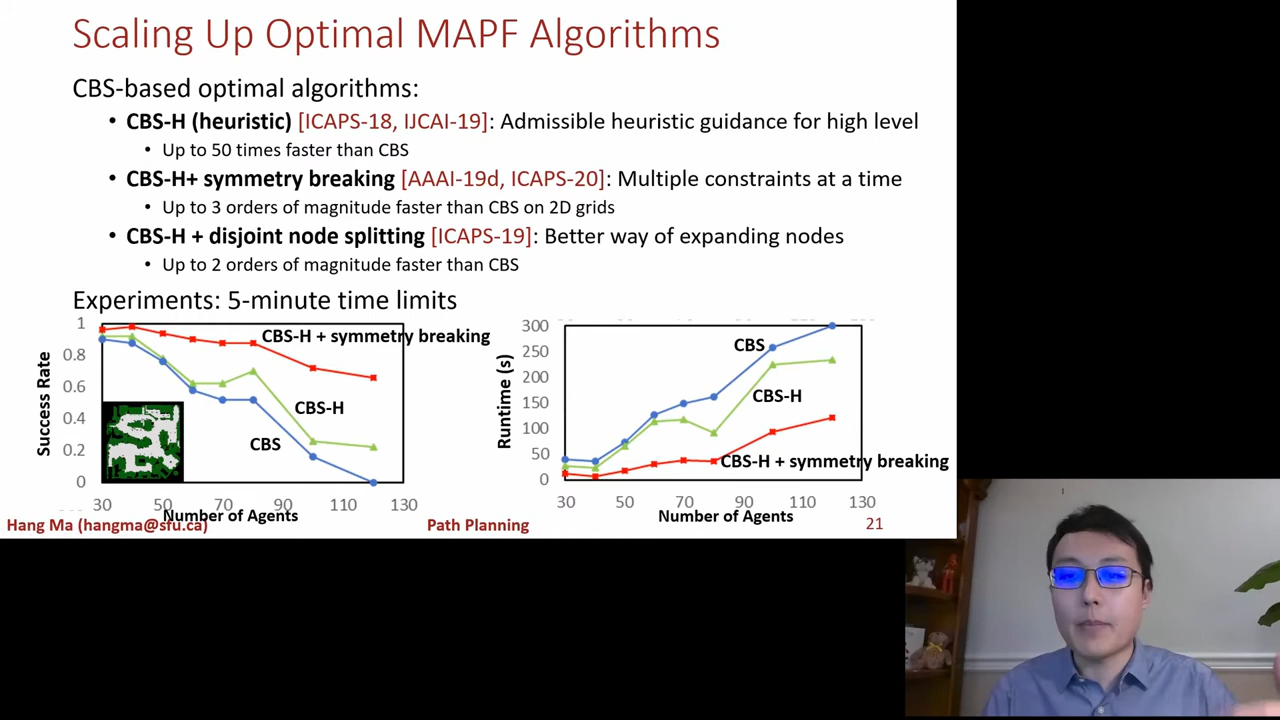 Scaling Up Optimal MAPF Algorithms
CBS-based optimal algorithms:
• CBS-H (heuristic) [ICAPS-18, IJCAI-19]: Admissible heuristic guidance for high level
• Up to 50 times faster than CBS
• CBS-H+ symmetry breaking [AAAI-19d, ICAPS-20]: Multiple constraints at a time
• Up to 3 orders of magnitude faster than CBS on 2D grids
• CBS-H + disjoint node splitting [ICAPS-19]: Better way of expanding nodes
• Up to 2 orders of magnitude faster than CBS
Experiments: 5-minute time limits
Success Rate
1
0.8
0.6
0.4
0.2
0
CBS-H + symmetry breaking
CBS-H
CBS
30 50 70 90 110 130
Number of Agents
Runtime (s)
300
250
200
150
100
50
0
CBS
CBS-H
CBS-H + symmetry breaking
30 50 70 90 110 130
Number of Agents
Hang Ma (hangma@sfu.ca)
Path Planning
21